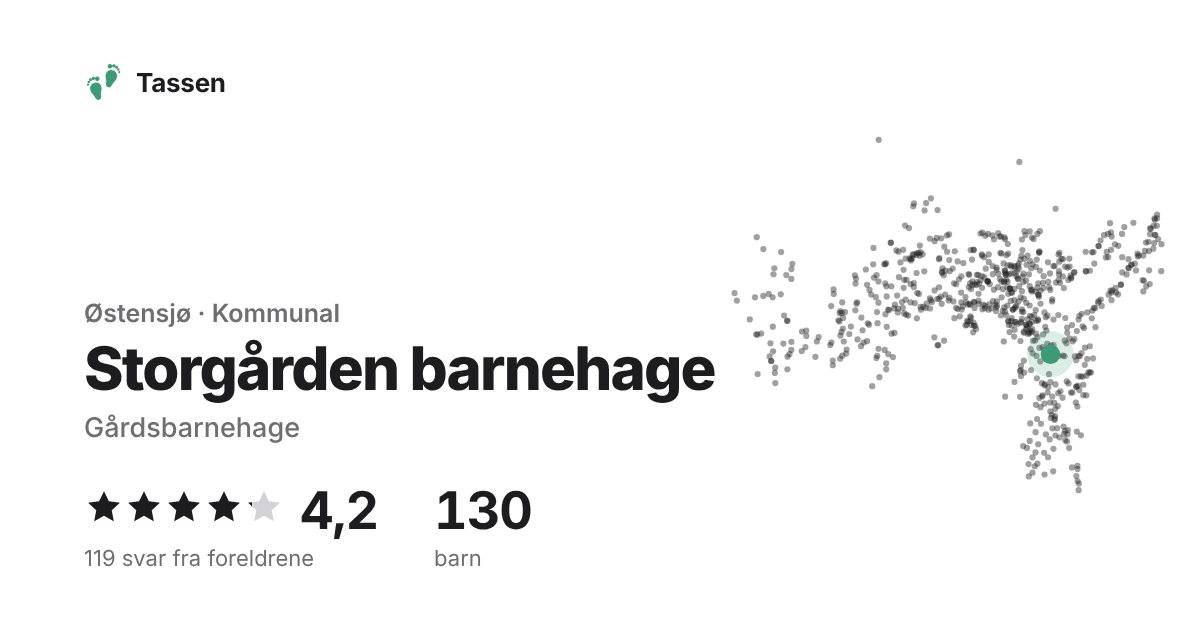 Tassen
Østensjø · Kommunal
Storgården barnehage
Gårdsbarnehage
4,2
119 svar fra foreldrene
130
barn